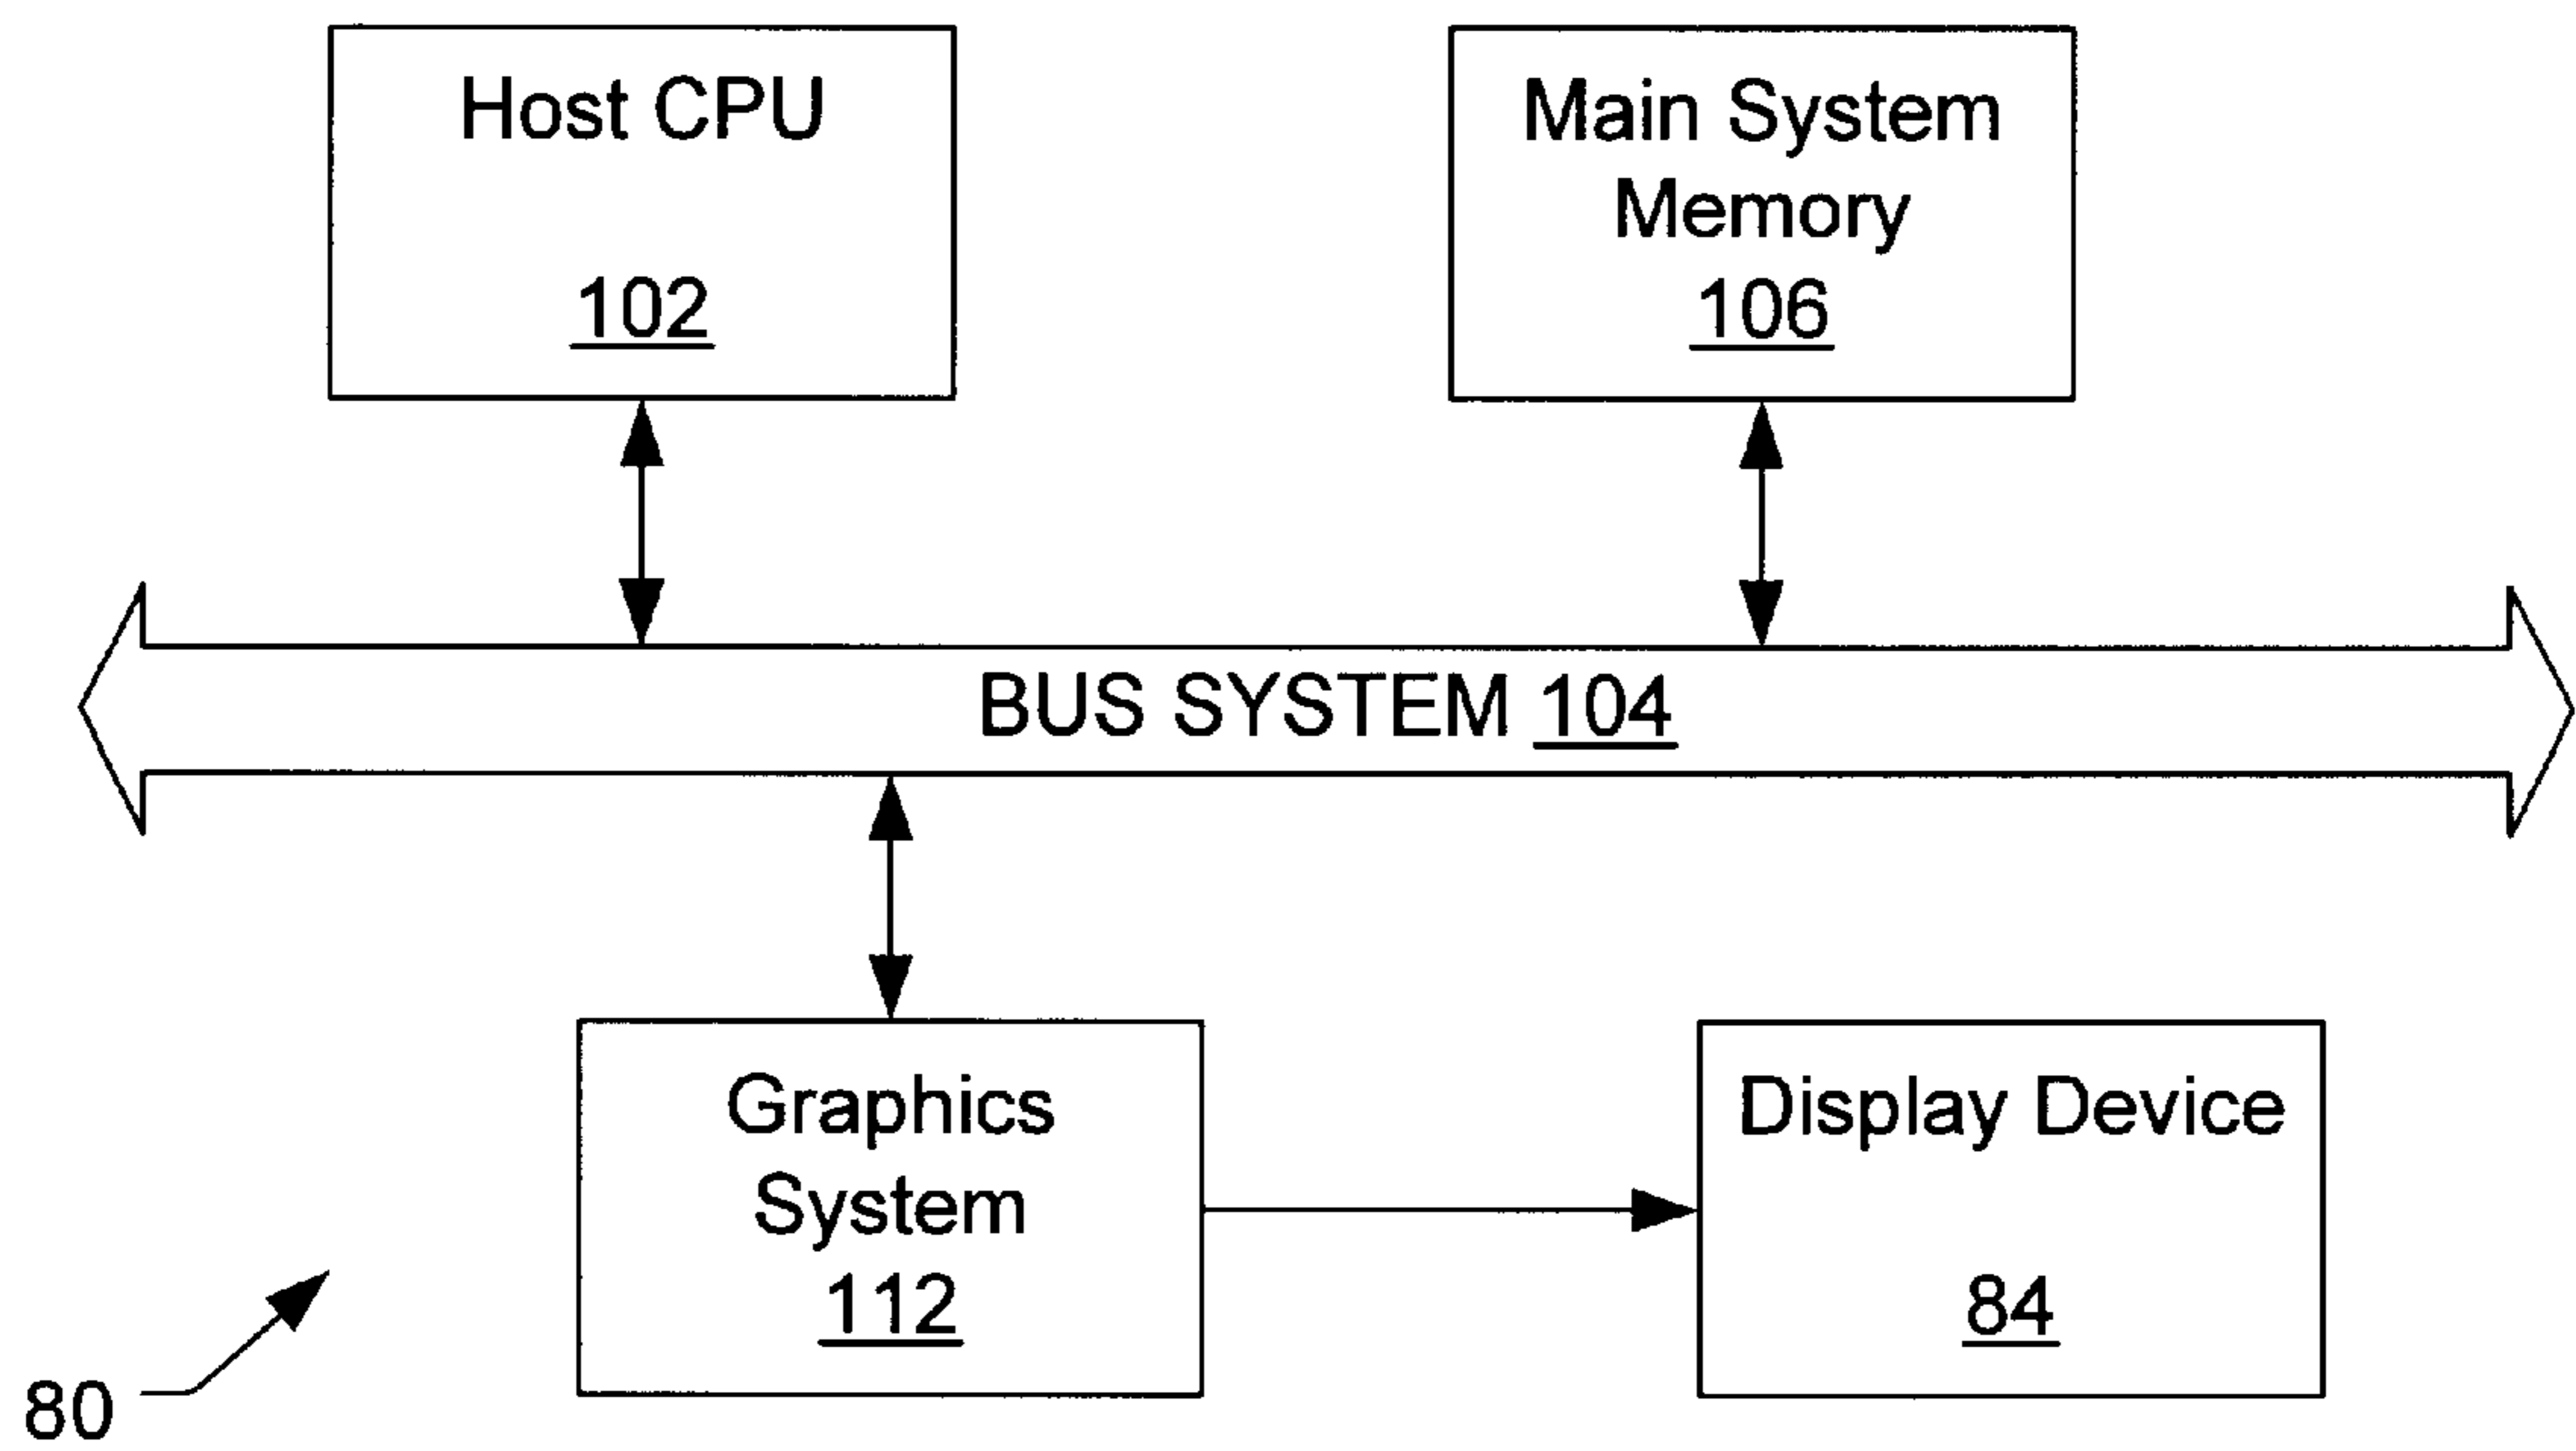 Host CPU
102
Main System
Memory
106
BUS SYSTEM 104
Graphics
System
112
Display Device
84
80